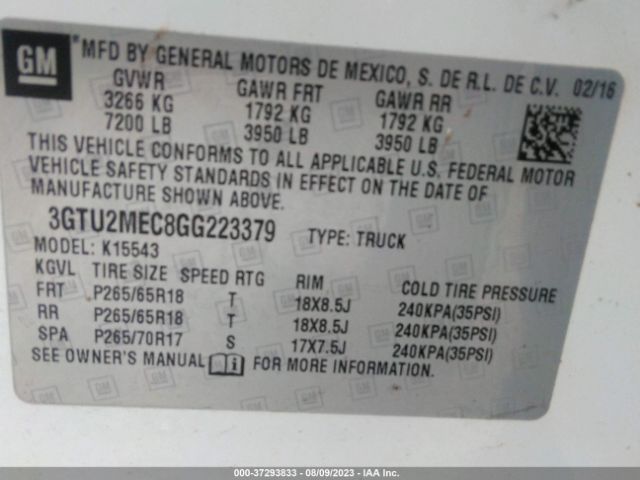 GM
*MFD BY GENERAL MOTORS DE MEXICO, S. DE R.L. DE C.V. 02/16
GVWR GAWR FRT GAWR RR
3266 KG 1792 KG 1792 KG
7200 LB 3950 LB 3950 LB
THIS VEHICLE CONFORMS TO ALL APPLICABLE U.S. FEDERAL MOTOR
VEHICLE SAFETY STANDARDS IN EFFECT ON THE DATE OF
MANUFACTURE SHOWN ABOVE.
3GTU2MEC8GG223379 TYPE: TRUCK
MODEL: K15543
KGVL TIRE SIZE SPEED RTG RIM COLD TIRE PRESSURE
FRT P265/65R18 T 18X8.5J 240KPA(35PSI)
RR P265/65R18 T 18X8.5J 240KPA(35PSI)
SPA P265/70R17 S 17X7.5J 240KPA(35PSI)
SEE OWNER'S MANUAL FOR MORE INFORMATION.
000-37293833 - 08/09/2023 - IAA Inc.